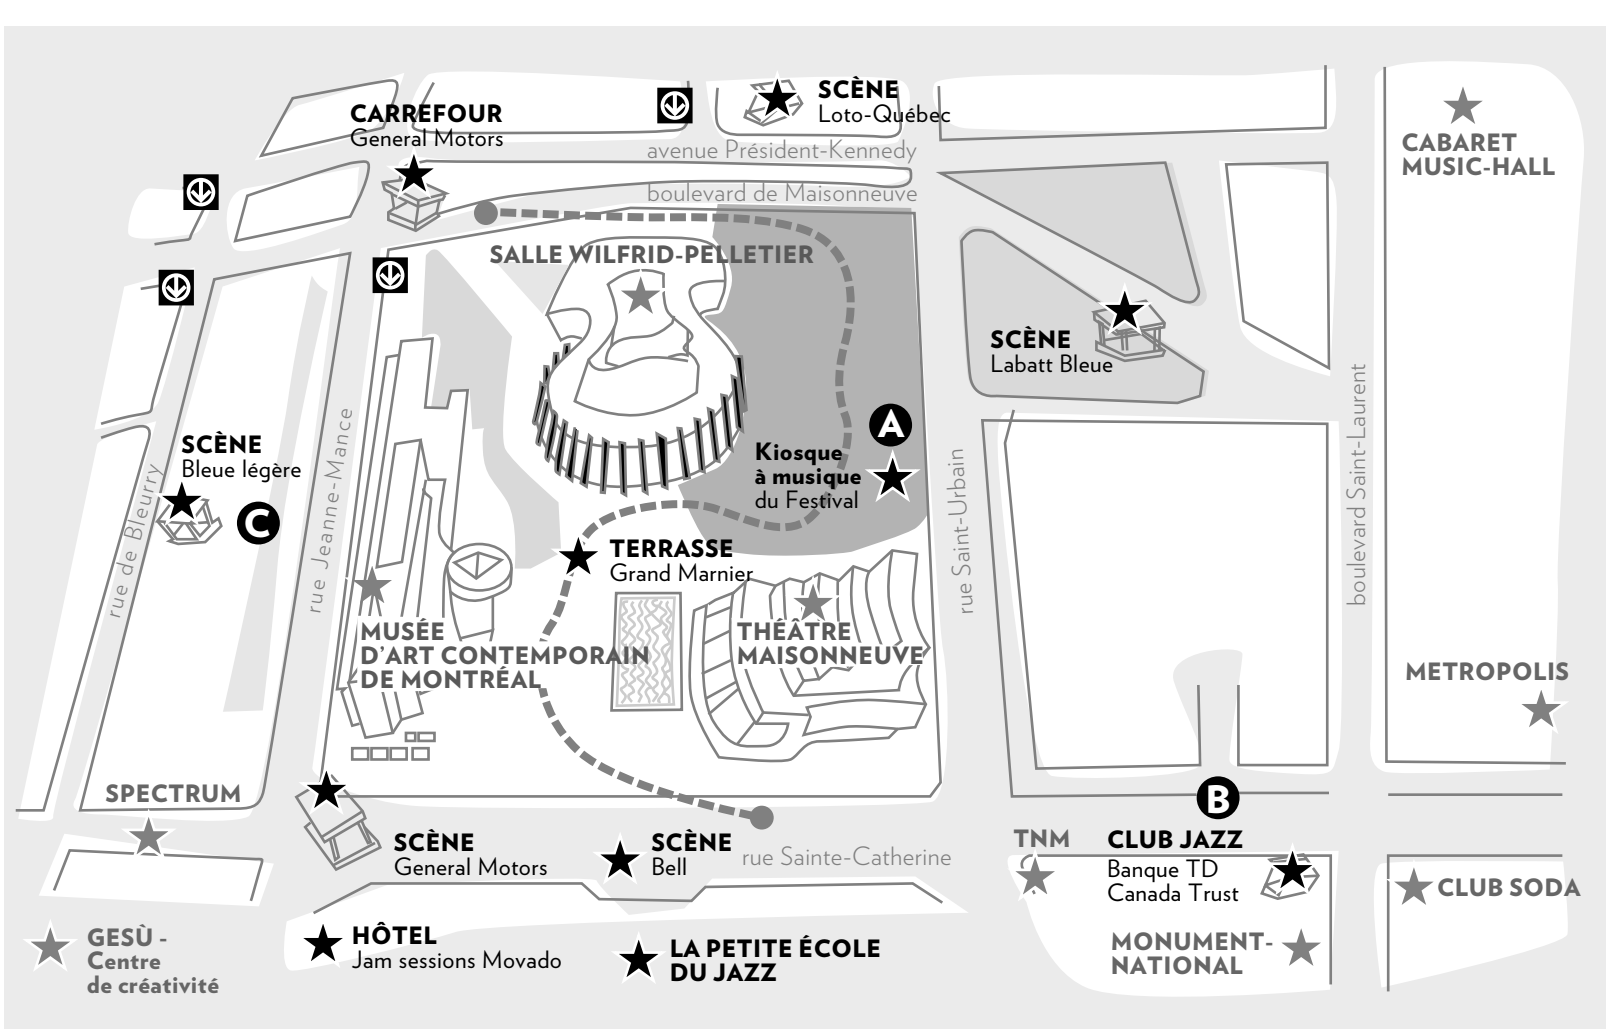 SCÈNE
Loto-Québec
CARREFOUR
General Motors
avenue Président-Kennedy
boulevard de Maisonneuve
CABARET
MUSIC-HALL
SALLE WILFRID-PELLETIER
SCÈNE
Labatt Bleue
SCÈNE
Bleue légère
C
A
Kiosque
à musique
du Festival
rue de Bleurry
rue Jeanne-Mance
rue Saint-Urbain
boulevard Saint-Laurent
TERRASSE
Grand Marnier
MUSÉE
D'ART CONTEMPORAIN
DE MONTRÉAL
THÉÂTRE
MAISONNEUVE
METROPOLIS
SPECTRUM
B
SCÈNE
General Motors
SCÈNE
Bell
rue Sainte-Catherine
TNM
CLUB JAZZ
Banque TD
Canada Trust
CLUB SODA
GESÙ -
Centre
de créativité
HÔTEL
Jam sessions Movado
LA PETITE ÉCOLE
DU JAZZ
MONUMENT-
NATIONAL